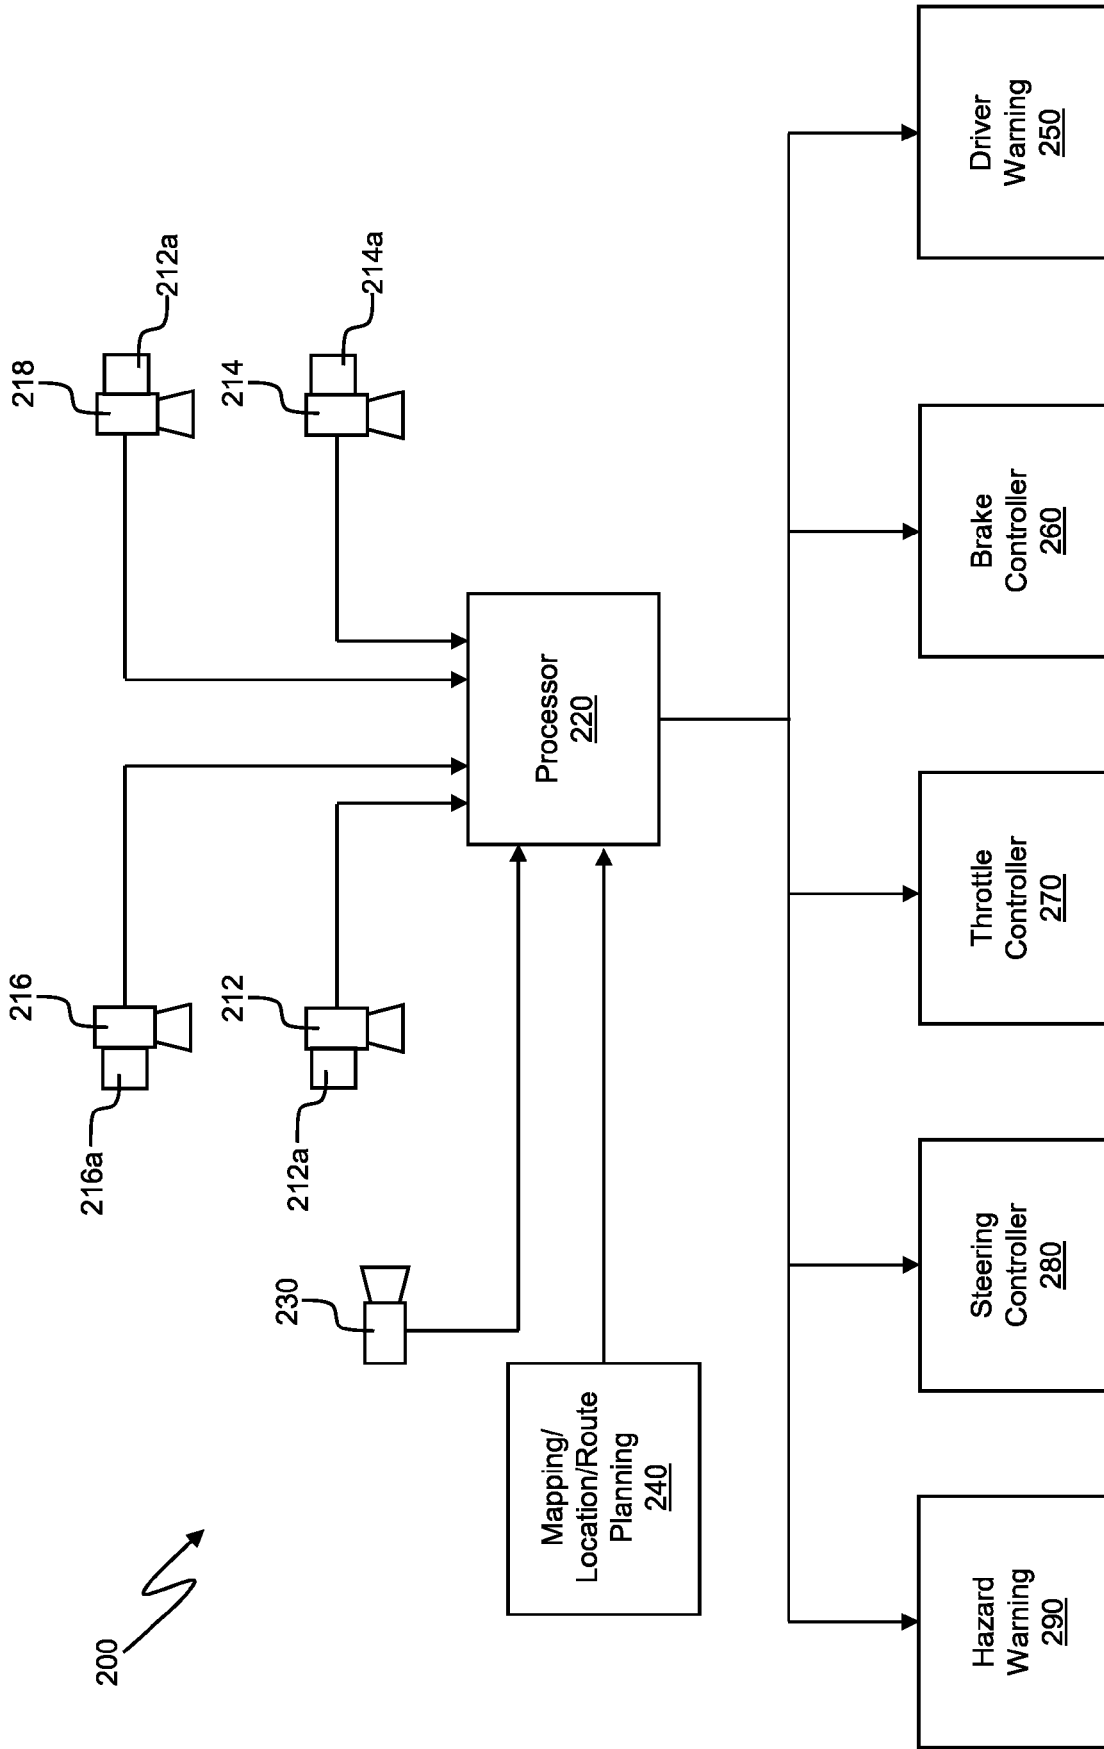 200
216a
216
218
212a
212a
212
214
214a
230
Mapping/
Location/Route
Planning
240
Processor
220
Hazard
Warning
290
Steering
Controller
280
Throttle
Controller
270
Brake
Controller
260
Driver
Warning
250